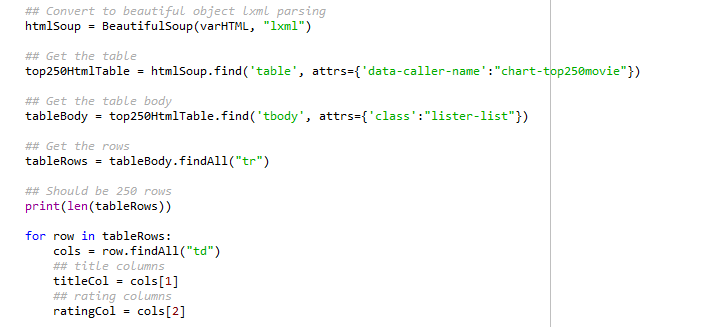 ## Convert to beautiful object lxml parsing
htmlSoup = BeautifulSoup(varHTML, "lxml")
## Get the table
top250HtmlTable = htmlSoup.find('table', attrs={'data-caller-name':"chart-top250movie"})
## Get the table body
tableBody = top250HtmlTable.find('tbody', attrs={'class':"lister-list"})
## Get the rows
tableRows = tableBody.findAll("tr")
## Should be 250 rows
print(len(tableRows))
for row in tableRows:
    cols = row.findAll("td")
    ## title columns
    titleCol = cols[1]
    ## rating columns
    ratingCol = cols[2]